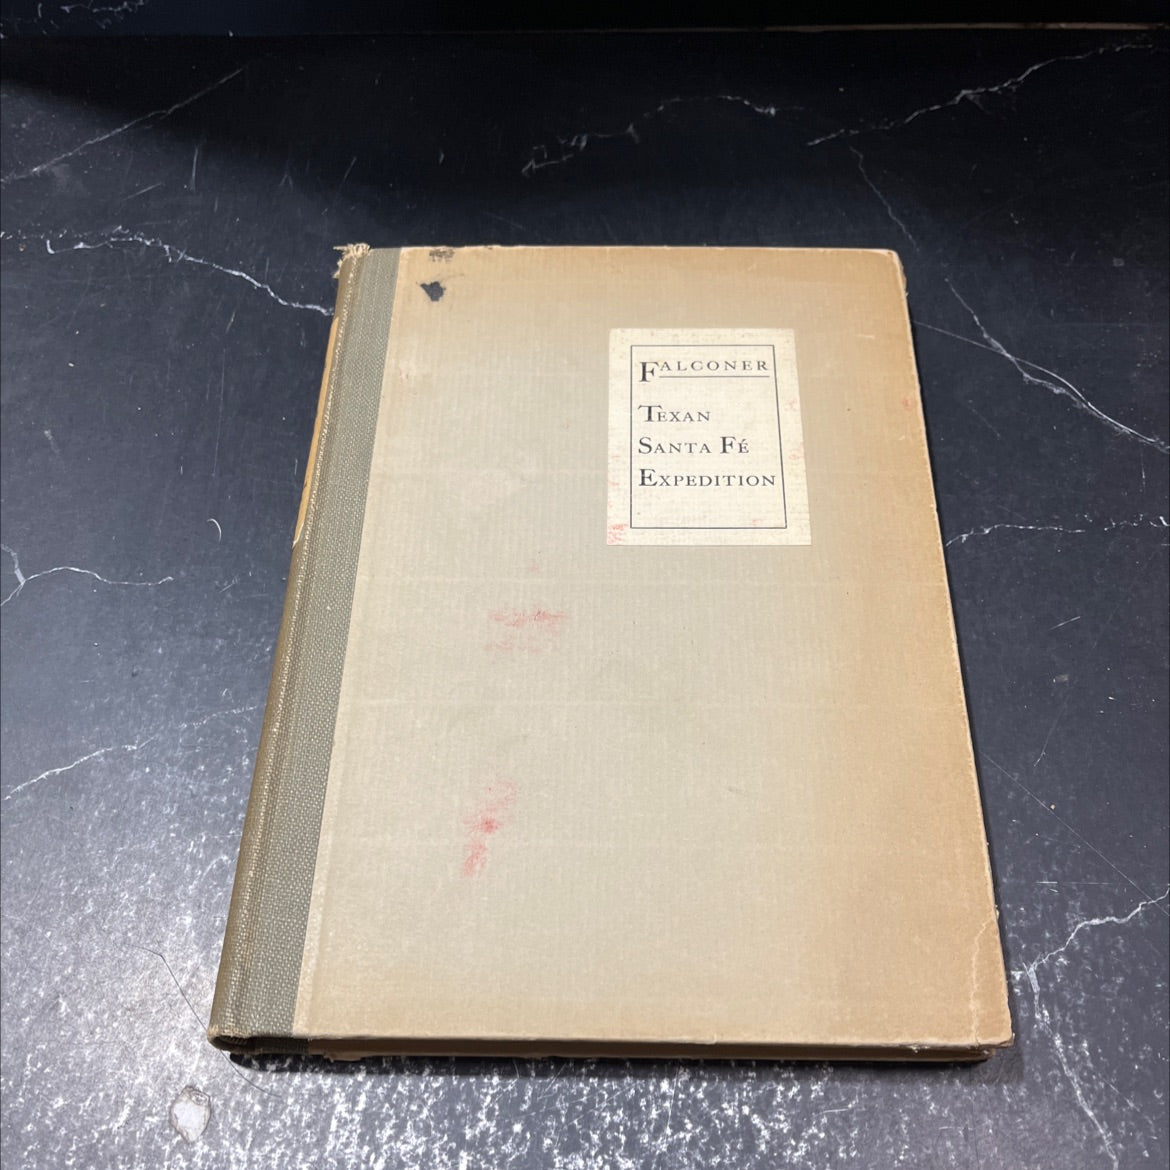 FALCONER
TEXAN
SANTA FÉ
EXPEDITION